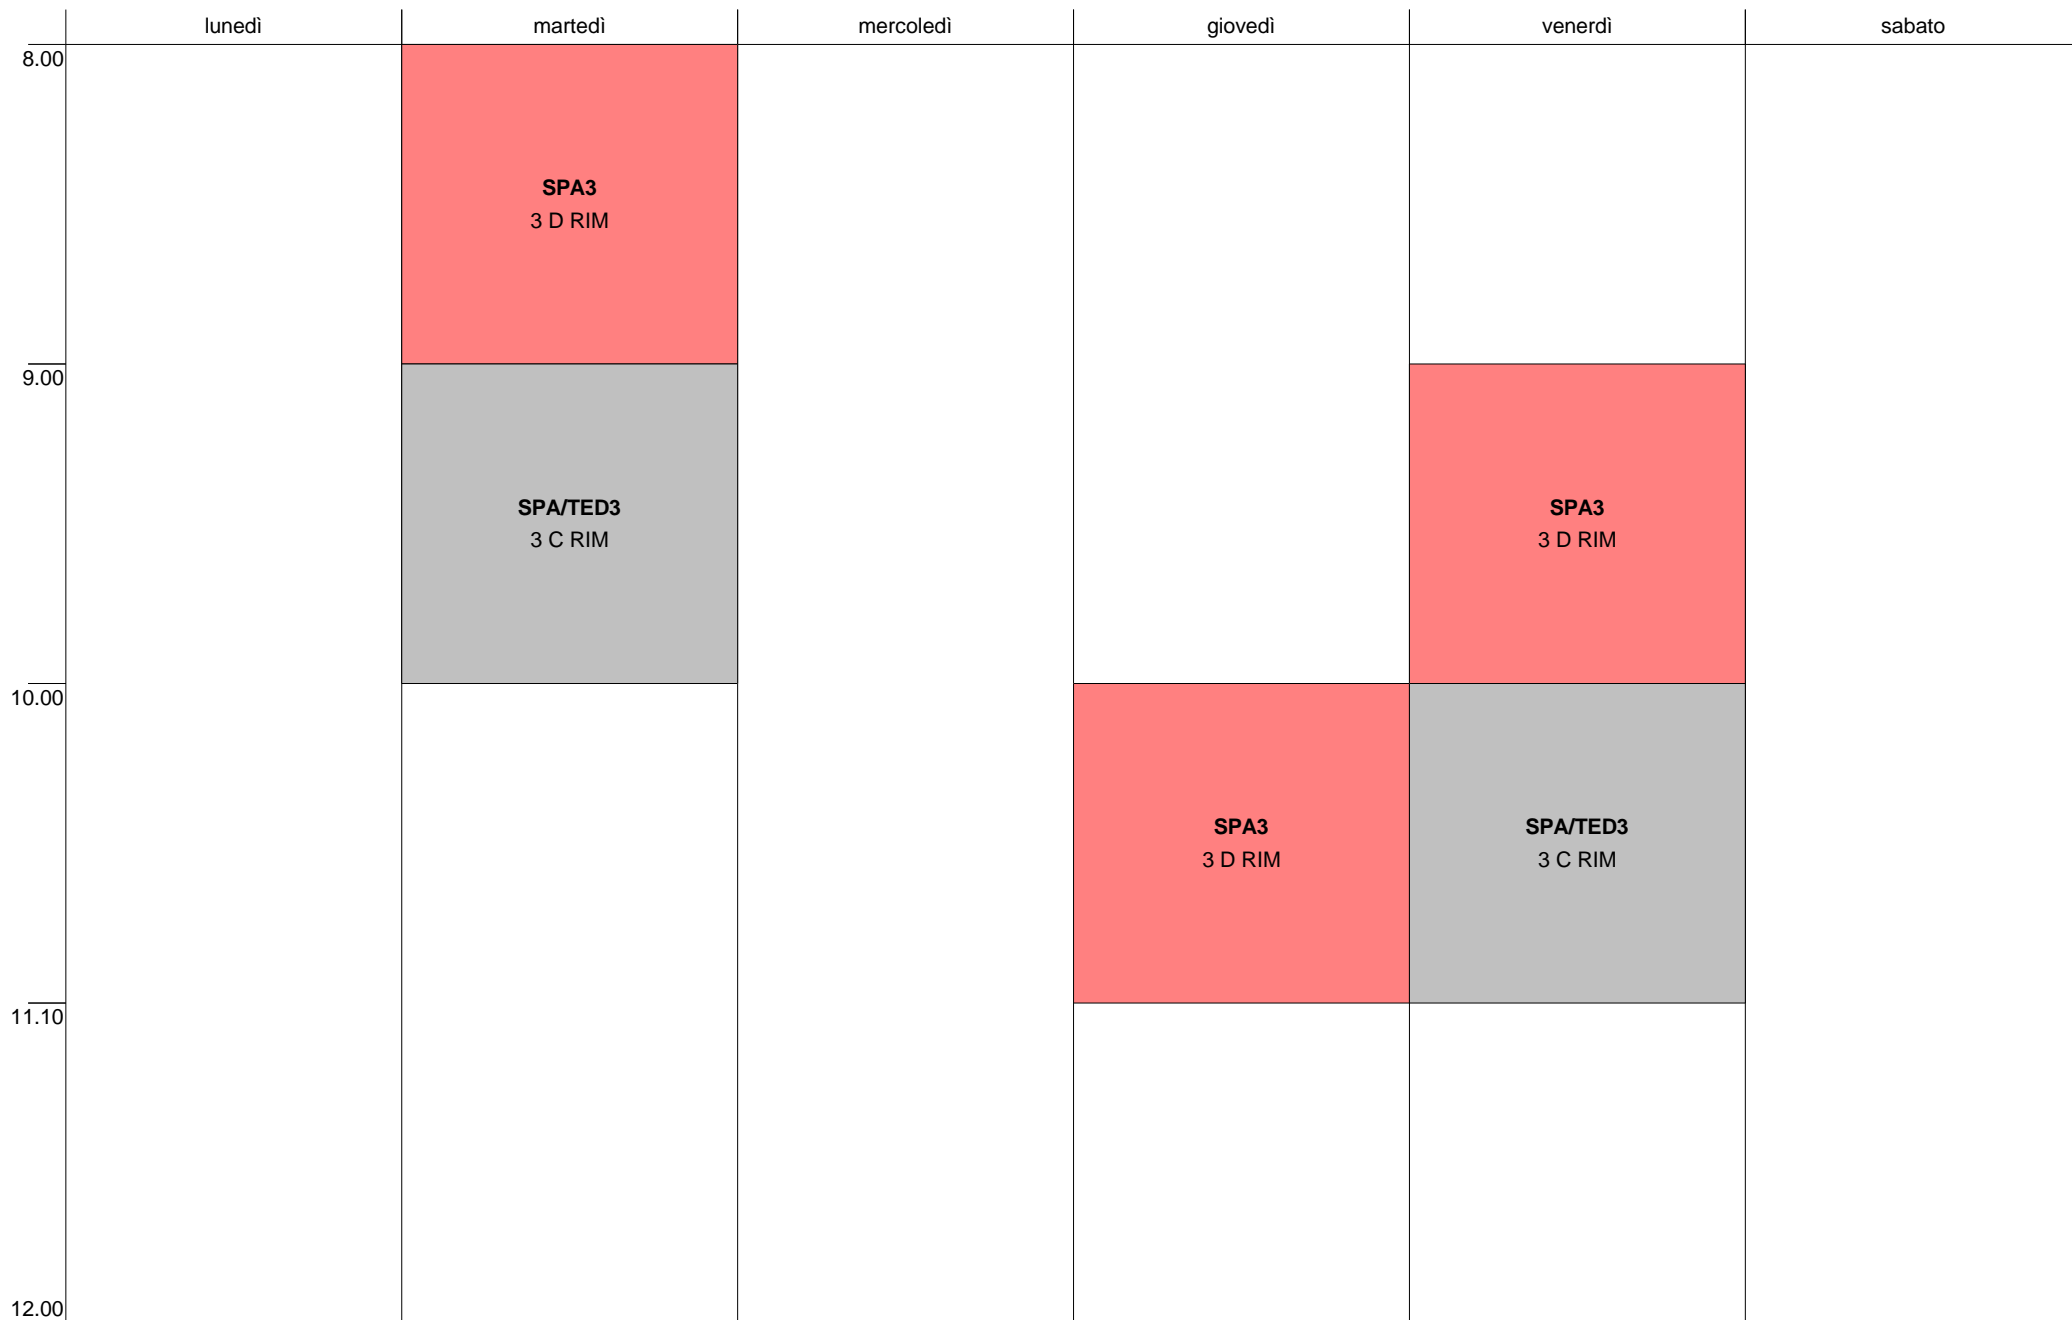 lunedì martedì mercoledì giovedì venerdì sabato
8.00
SPA3
3 D RIM
9.00
SPA/TED3 SPA3
3 C RIM 3 D RIM
10.00
SPA3 SPA/TED3
3 D RIM 3 C RIM
11.10
12.00